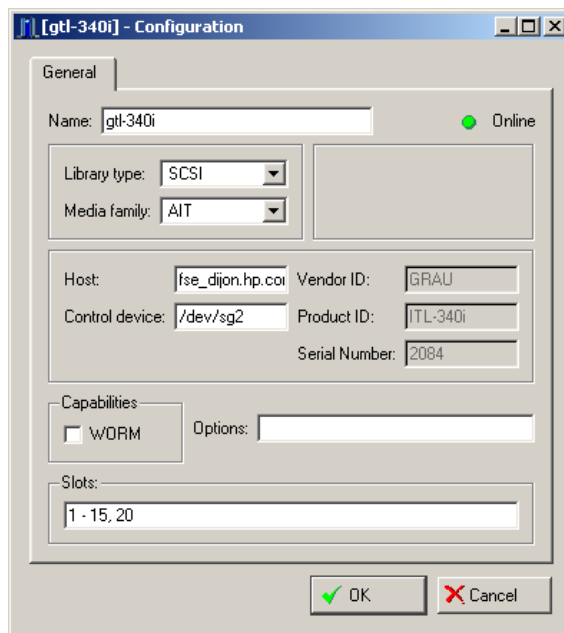 [gtl-340i] - Configuration
General
Name: gtl-340i Online
Library type: SCSI
Media family: AIT
Host: fse_dijon.hp.co Vendor ID: GRAU
Control device: /dev/sg2 Product ID: ITL-340i
Serial Number: 2084
Capabilities
WORM Options:
Slots:
1 - 15, 20
OK Cancel